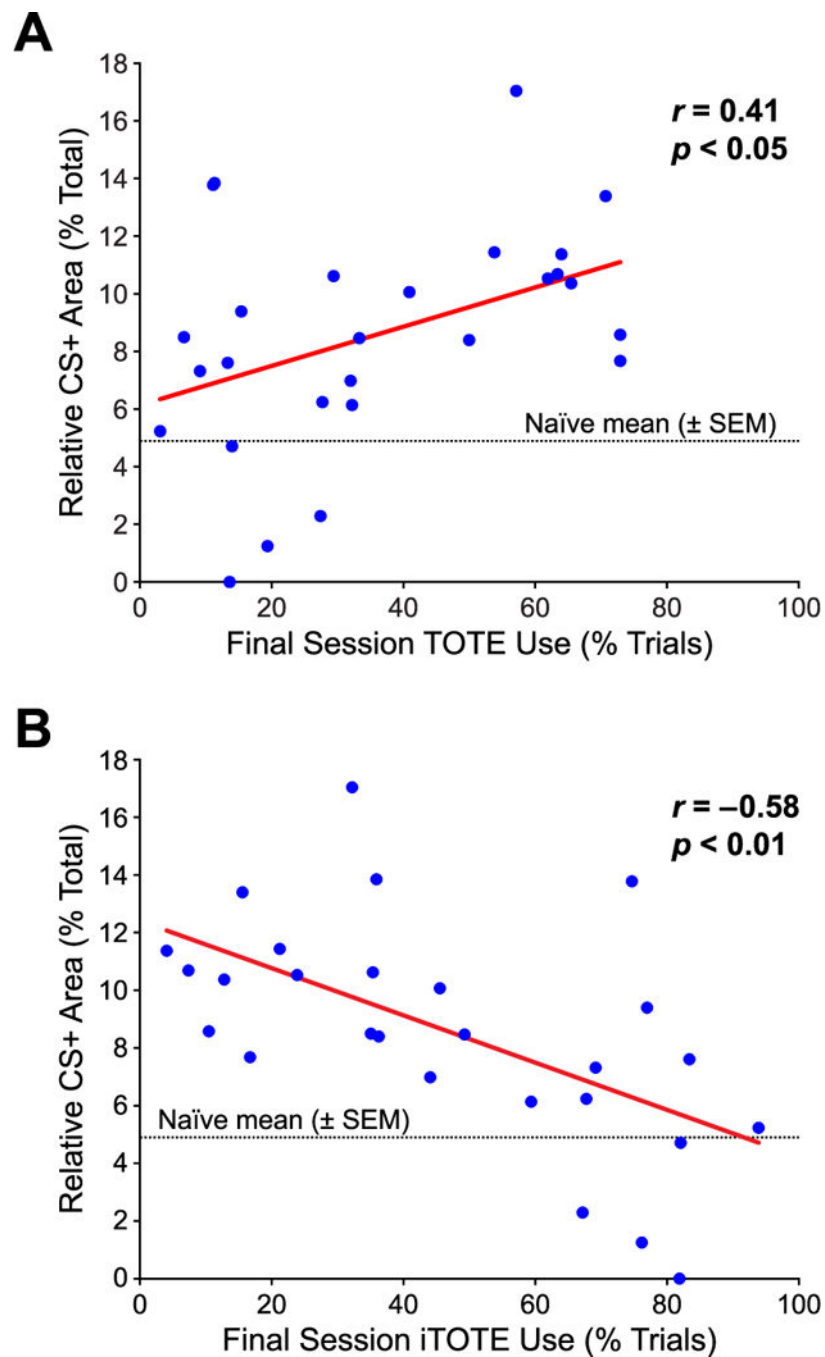 A
Relative CS+ Area (% Total)
18
16
14
12
10
8
6
4
2
0
r = 0.41
p < 0.05
Naïve mean (± SEM)
0 20 40 60 80 100
Final Session TOTE Use (% Trials)
B
Relative CS+ Area (% Total)
18
16
14
12
10
8
6
4
2
0
r = –0.58
p < 0.01
Naïve mean (± SEM)
0 20 40 60 80 100
Final Session iTOTE Use (% Trials)